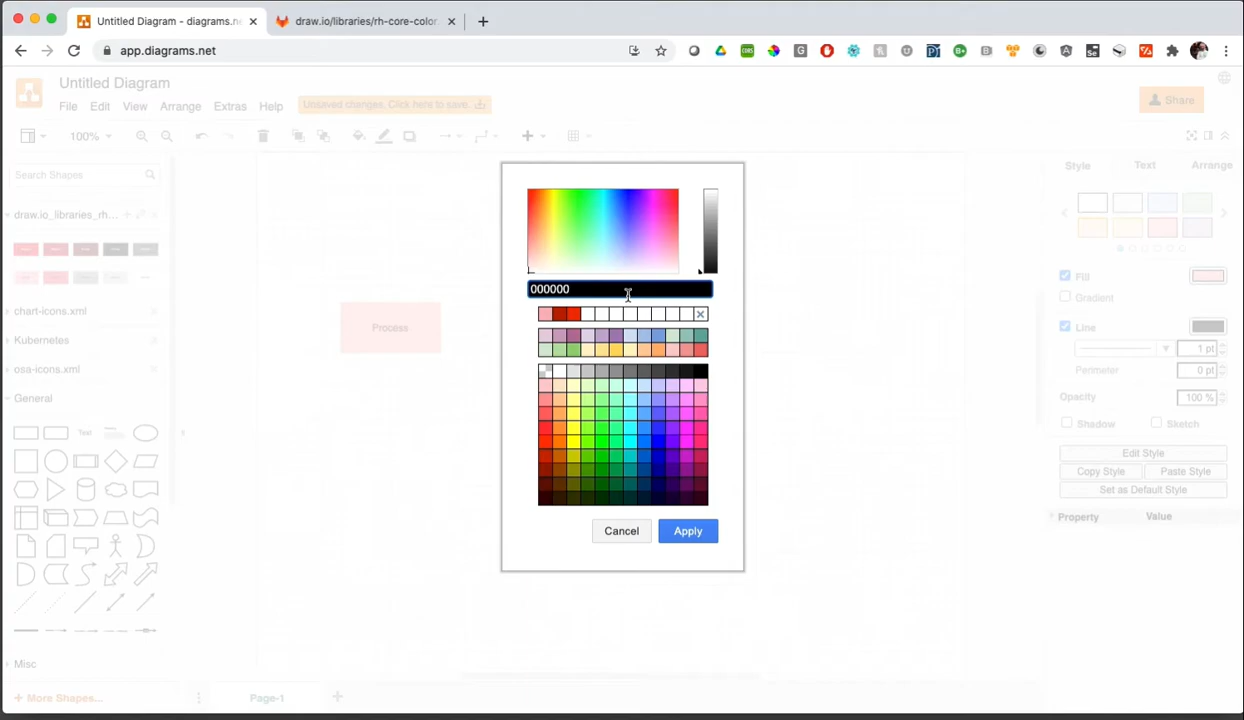 Untitled Diagram - diagrams.ne
draw.io/libraries/rh-core-color
app.diagrams.net
Untitled Diagram
File Edit View Arrange Extras Help
Unsaved changes. Click here to save.
Share
100%
Search Shapes
Style Text Arrange
draw.io_libraries_rh...
chart-icons.xml
Kubernetes
osa-icons.xml
General
Text
Misc
+ More Shapes...
Page-1
Process
000000
Cancel Apply
Fill
Gradient
Line
1 pt
Perimeter 0 pt
Opacity 100 %
Shadow Sketch
Edit Style
Copy Style Paste Style
Set as Default Style
Property Value